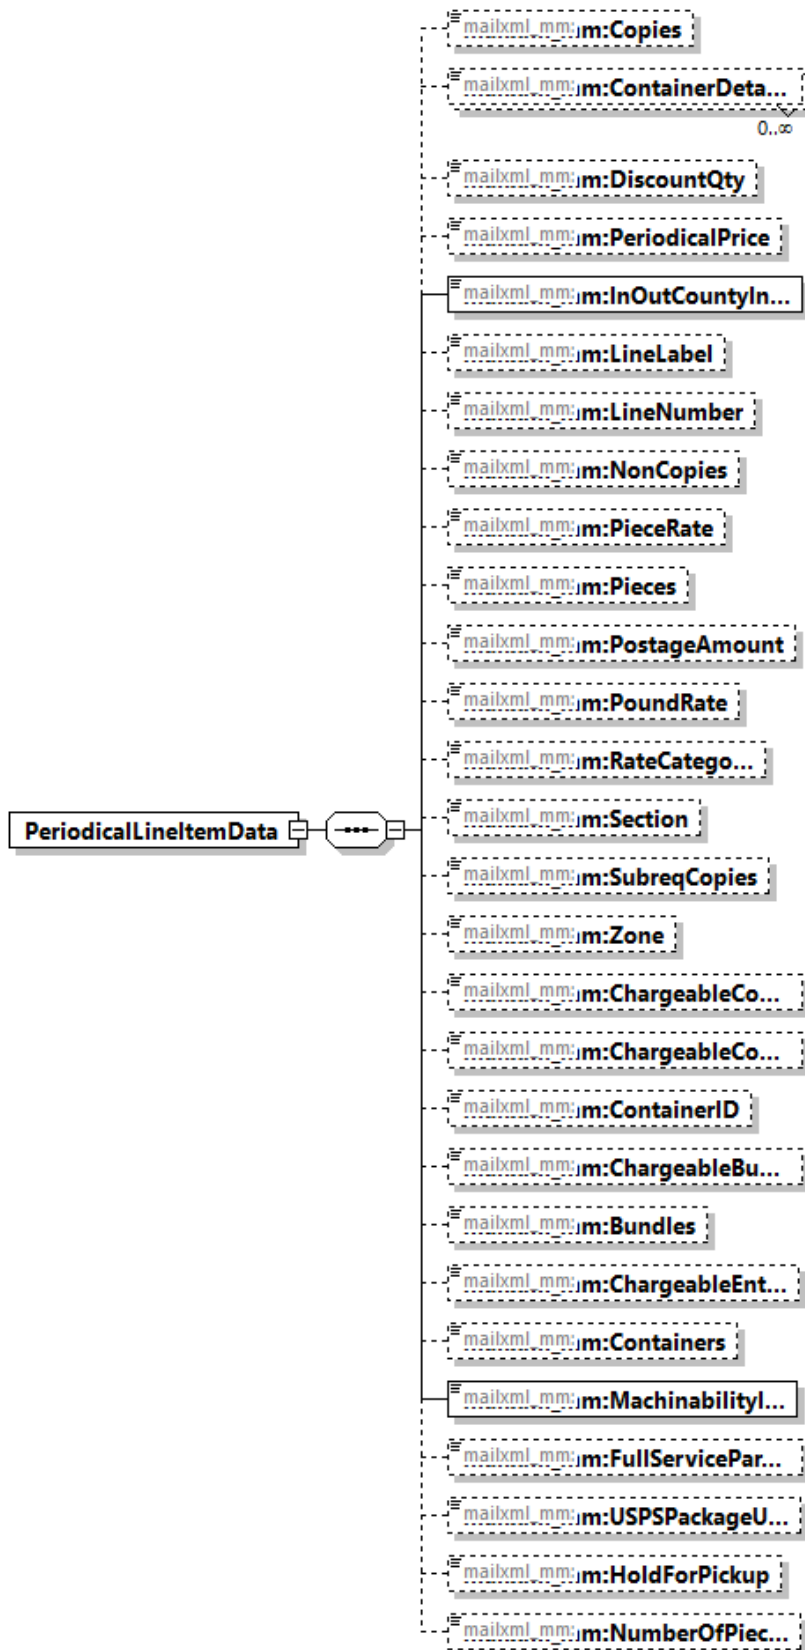 mailxml_mm: m:Copies
mailxml_mm: m:ContainerDeta...
0..∞
mailxml_mm: m:DiscountQty
mailxml_mm: m:PeriodicalPrice
mailxml_mm: m:InOutCountyIn...
mailxml_mm: m:LineLabel
mailxml_mm: m:LineNumber
mailxml_mm: m:NonCopies
mailxml_mm: m:PieceRate
mailxml_mm: m:Pieces
mailxml_mm: m:PostageAmount
mailxml_mm: m:PoundRate
mailxml_mm: m:RateCatego...
PeriodicalLineItemData
mailxml_mm: m:Section
mailxml_mm: m:SubreqCopies
mailxml_mm: m:Zone
mailxml_mm: m:ChargeableCo...
mailxml_mm: m:ChargeableCo...
mailxml_mm: m:ContainerID
mailxml_mm: m:ChargeableBu...
mailxml_mm: m:Bundles
mailxml_mm: m:ChargeableEnt...
mailxml_mm: m:Containers
mailxml_mm: m:MachinabilityI...
mailxml_mm: m:FullServicePar...
mailxml_mm: m:USPSPackageU...
mailxml_mm: m:HoldForPickup
mailxml_mm: m:NumberOfPiec...